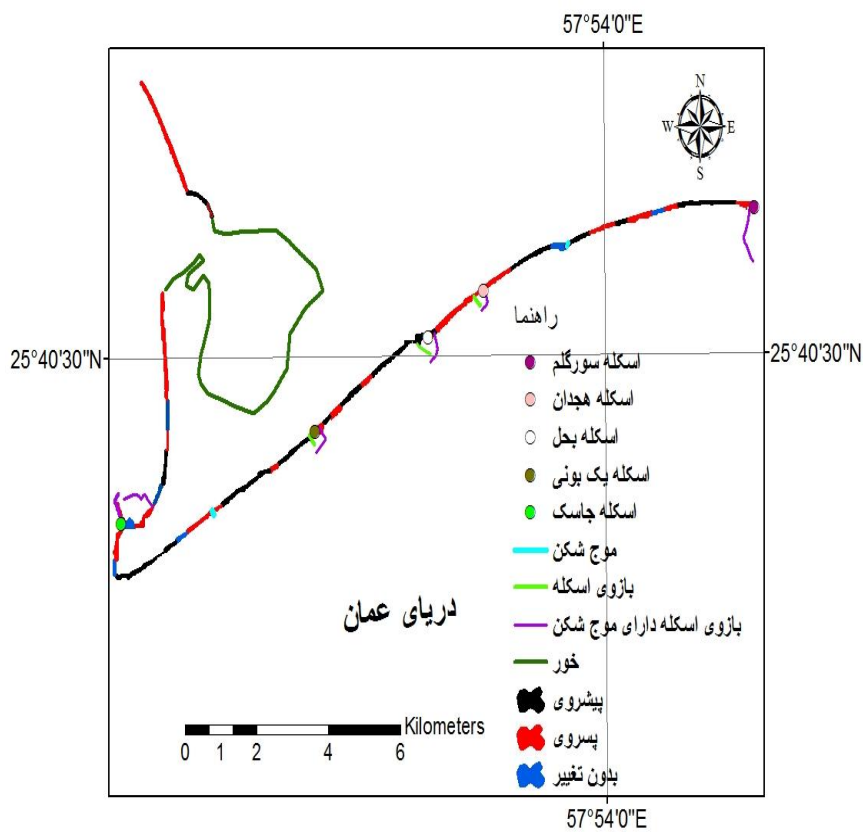 57°54'0"E
N
W E
S
راهنما
25°40'30"N
25°40'30"N
اسکله سورگلم
اسکله هجدان
اسکله بحل
اسکله یک بونی
اسکله جاسک
موج شکن
بازوی اسکله
دریای عمان
بازوی اسکله دارای موج شکن
خور
پیشروی
پسروی
بدون تغییر
Kilometers
0 1 2 4 6
57°54'0"E